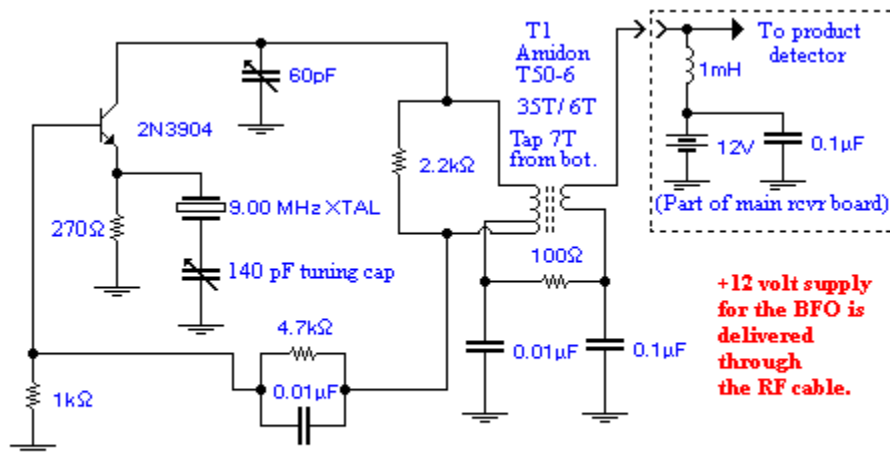 60pF
2N3904
270Ω
9.00 MHz XTAL
140 pF tuning cap
4.7kΩ
0.01µF
1kΩ
2.2kΩ
T1
Amidon
T50-6
35T/ 6T
Tap 7T
from bot.
100Ω
0.01µF
0.1µF
To product
detector
1mH
12V
0.1µF
(Part of main rcvr board)
+12 volt supply
for the BFO is
delivered
through
the RF cable.